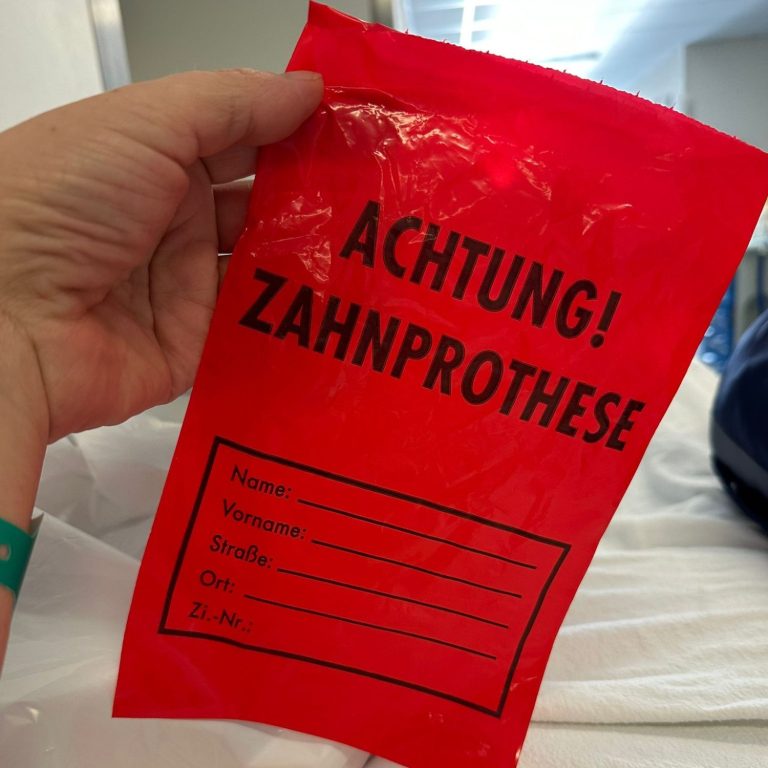 ACHTUNG!
ZAHNPROTHESE
Name:
Vorname:
Straße:
Ort:
Zi.-Nr.: